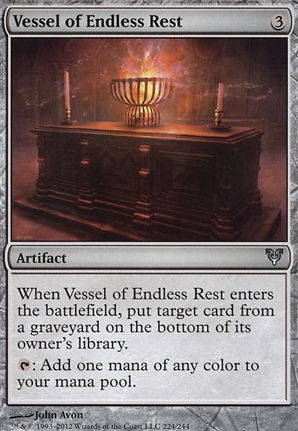 Vessel of Endless Rest 3
Artifact
When Vessel of Endless Rest enters
the battlefield, put target card from
a graveyard on the bottom of its
owner's library.
: Add one mana of any color to
your mana pool.
John Avon
™ & © 1993–2012 Wizards of the Coast LLC 224/244